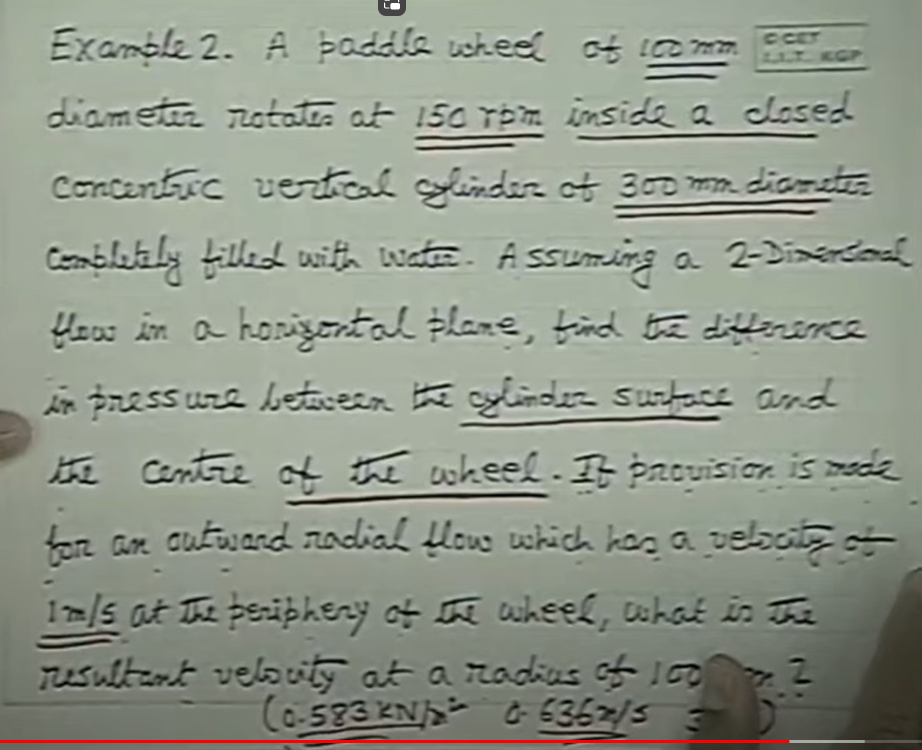 Example 2. A paddle wheel of 100 mm
© CET
I.I.T. KGP
diameter rotates at 150 rpm inside a closed
concentric vertical cylinder of 300 mm diameter
completely filled with water. Assuming a 2-Dimensional
flow in a horizontal plane, find the difference
in pressure between the cylinder surface and
the centre of the wheel. If provision is made
for an outward radial flow which has a velocity of
1 m/s at the periphery of the wheel, what is the
resultant velocity at a radius of 100 ?
(0.583 KN/m² 0.636 m/s )